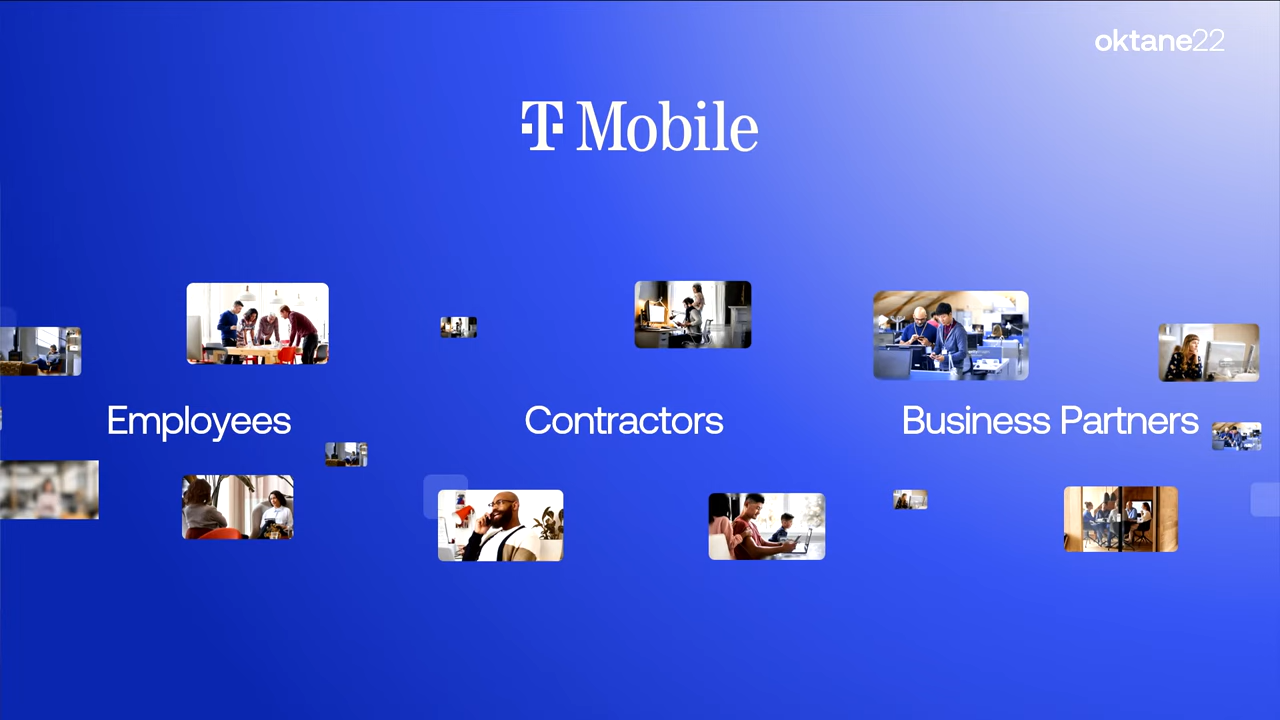 oktane22
T Mobile
Employees
Contractors
Business Partners